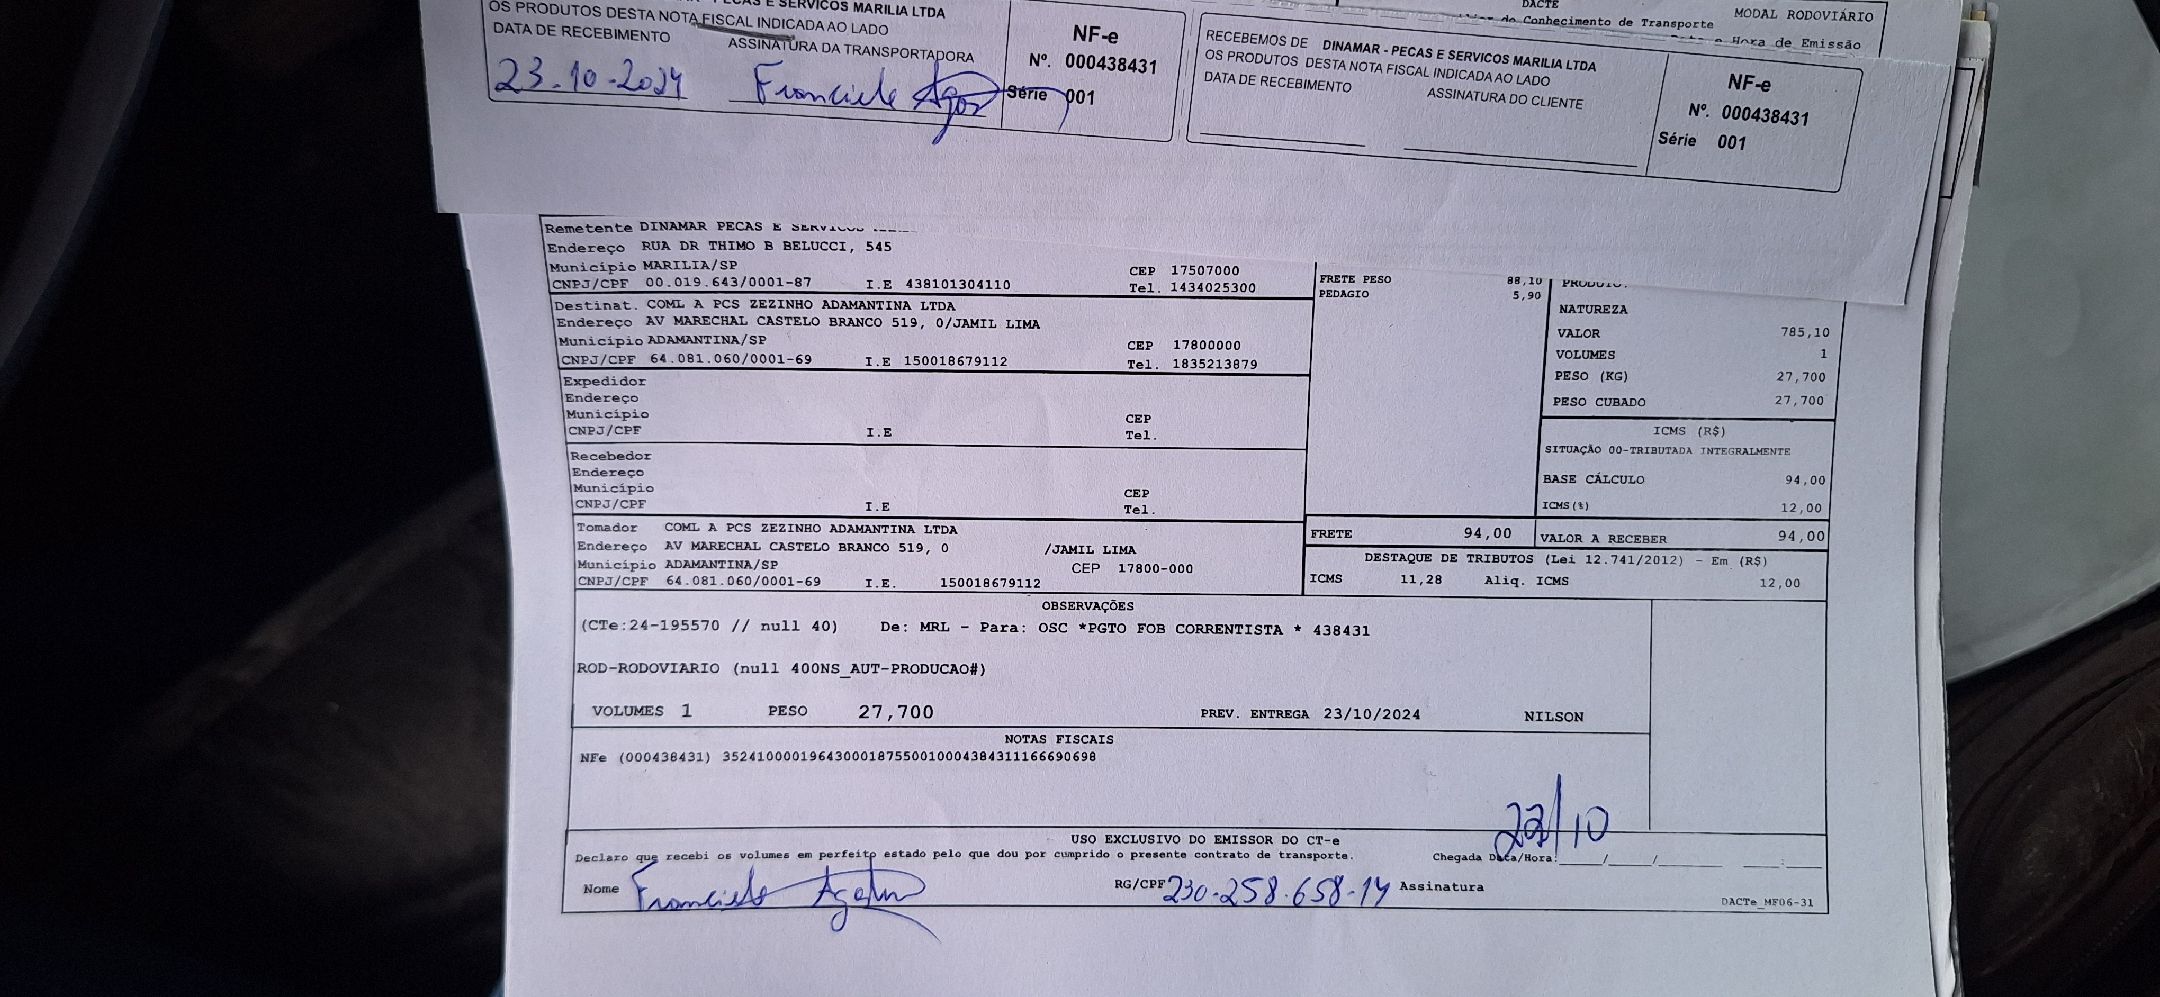 PECAS E SERVICOS MARILIA LTDA
OS PRODUTOS DESTA NOTA FISCAL INDICADA AO LADO
DATA DE RECEBIMENTO ASSINATURA DA TRANSPORTADORA
23.10.2024 Franciele
NF-e
Nº. 000438431
Série 001
RECEBEMOS DE DINAMAR - PECAS E SERVICOS MARILIA LTDA
OS PRODUTOS DESTA NOTA FISCAL INDICADA AO LADO
DATA DE RECEBIMENTO ASSINATURA DO CLIENTE
NF-e
Nº. 000438431
Série 001
DACTE
do Conhecimento de Transporte
MODAL RODOVIÁRIO
Hora de Emissão
Remetente DINAMAR PECAS E
Endereço RUA DR THIMO B BELUCCI, 545
Município MARILIA/SP CEP 17507000
CNPJ/CPF 00.019.643/0001-87 I.E 438101304110 Tel. 1434025300
Destinat. COML A PCS ZEZINHO ADAMANTINA LTDA
Endereço AV MARECHAL CASTELO BRANCO 519, 0/JAMIL LIMA
Município ADAMANTINA/SP CEP 17800000
CNPJ/CPF 64.081.060/0001-69 I.E 150018679112 Tel. 1835213879
Expedidor
Endereço
Município CEP
CNPJ/CPF I.E Tel.
Recebedor
Endereço
Município CEP
CNPJ/CPF I.E Tel.
Tomador COML A PCS ZEZINHO ADAMANTINA LTDA
Endereço AV MARECHAL CASTELO BRANCO 519, 0 /JAMIL LIMA
Município ADAMANTINA/SP CEP 17800-000
CNPJ/CPF 64.081.060/0001-69 I.E. 150018679112
FRETE PESO 88,10
PEDAGIO 5,90
NATUREZA
VALOR 785,10
VOLUMES 1
PESO (KG) 27,700
PESO CUBADO 27,700
ICMS (R$)
SITUAÇÃO 00-TRIBUTADA INTEGRALMENTE
BASE CÁLCULO 94,00
ICMS(%) 12,00
FRETE 94,00 VALOR A RECEBER 94,00
DESTAQUE DE TRIBUTOS (Lei 12.741/2012) - Em (R$)
ICMS 11,28 Aliq. ICMS 12,00
OBSERVAÇÕES
(CTe:24-195570 // null 40) De: MRL - Para: OSC *PGTO FOB CORRENTISTA * 438431
ROD-RODOVIARIO (null 400NS_AUT-PRODUCAO#)
VOLUMES 1 PESO 27,700 PREV. ENTREGA 23/10/2024 NILSON
NOTAS FISCAIS
NFe (000438431) 35241000019643000187550010004384311166690698
USO EXCLUSIVO DO EMISSOR DO CT-e
Declaro que recebi os volumes em perfeito estado pelo que dou por cumprido o presente contrato de transporte. Chegada Data/Hora:
Nome Franciele RG/CPF 230.258.658-14 Assinatura
DACTe_MF06-31